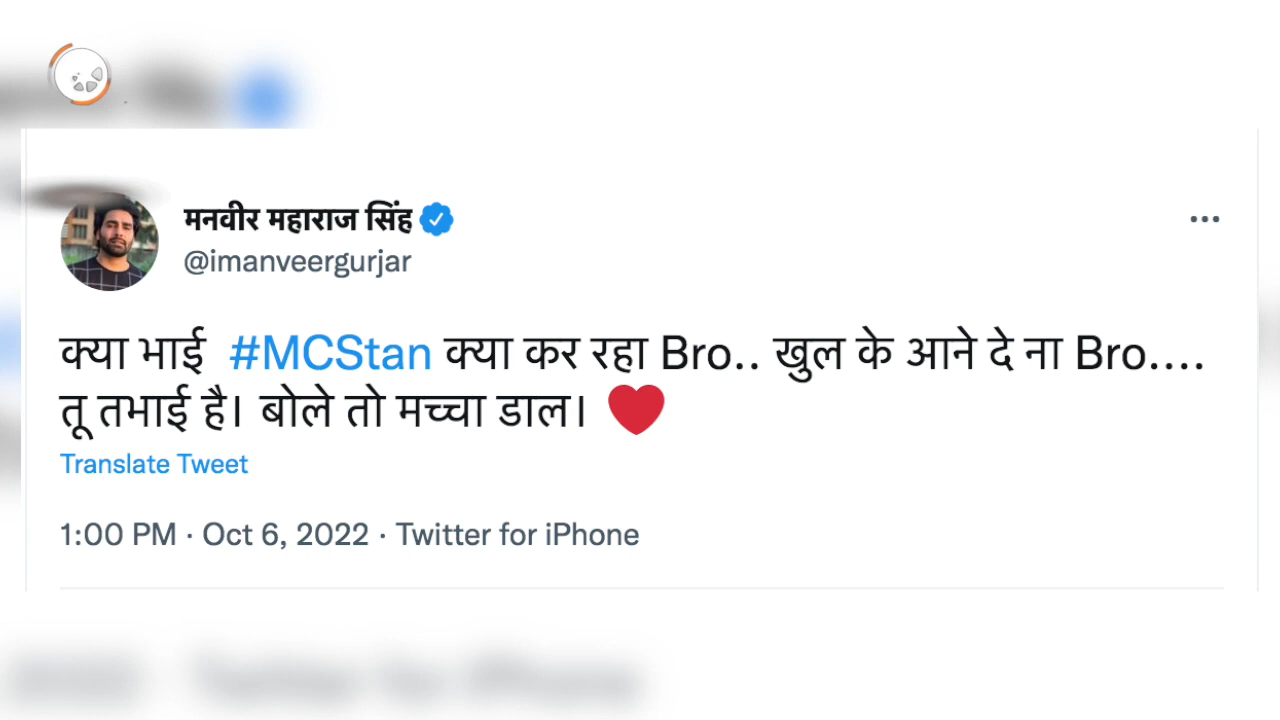 मनवीर महाराज सिंह
@imanveergurjar
क्या भाई #MCStan क्या कर रहा Bro.. खुल के आने दे ना Bro....
तू तभाई है। बोले तो मच्चा डाल। ❤️
Translate Tweet
1:00 PM · Oct 6, 2022 · Twitter for iPhone